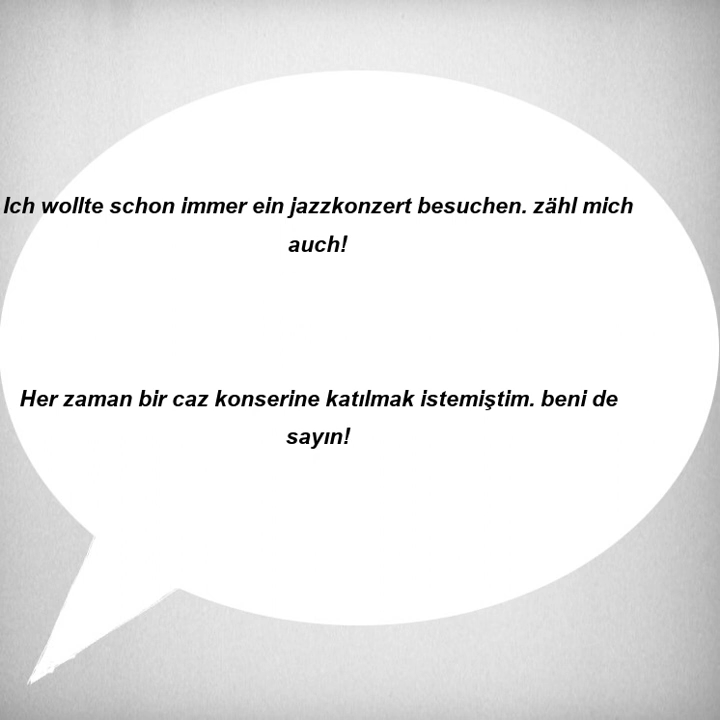 Ich wollte schon immer ein jazzkonzert besuchen. zähl mich
auch!
Her zaman bir caz konserine katılmak istemiştim. beni de
sayın!